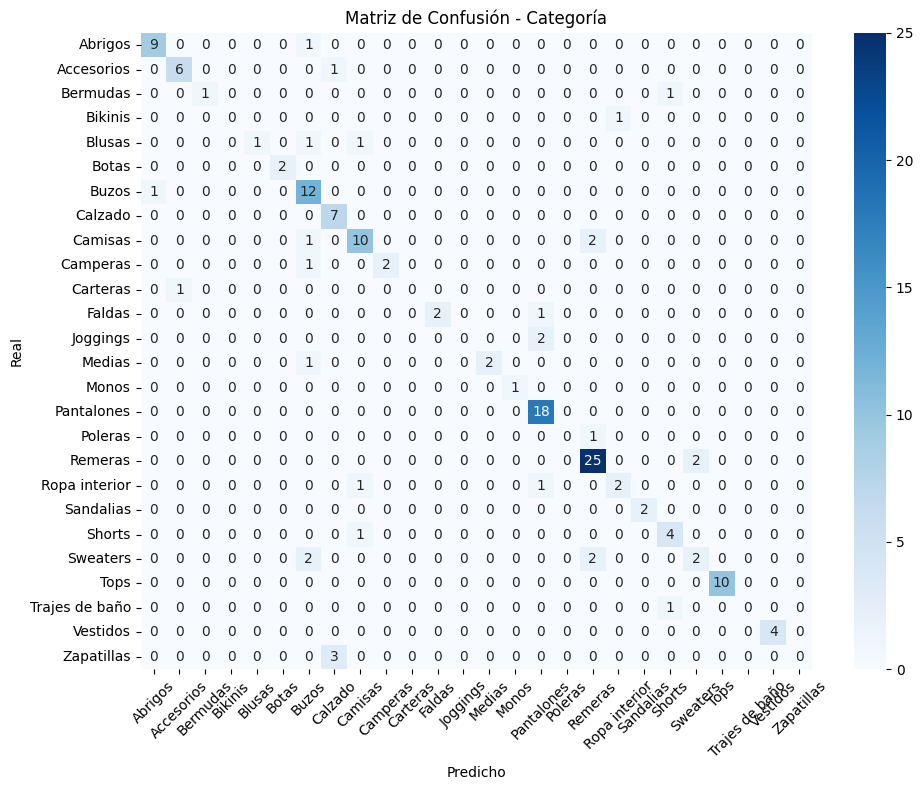 Matriz de Confusión - Categoría
Abrigos 9 0 0 0 0 0 1 0 0 0 0 0 0 0 0 0 0 0 0 0 0 0 0 0 0 0
Accesorios 0 6 0 0 0 0 0 1 0 0 0 0 0 0 0 0 0 0 0 0 0 0 0 0 0 0
Bermudas 0 0 1 0 0 0 0 0 0 0 0 0 0 0 0 0 0 0 0 0 1 0 0 0 0 0
Bikinis 0 0 0 0 0 0 0 0 0 0 0 0 0 0 0 0 0 0 1 0 0 0 0 0 0 0
Blusas 0 0 0 0 1 0 1 0 1 0 0 0 0 0 0 0 0 0 0 0 0 0 0 0 0 0
Botas 0 0 0 0 0 2 0 0 0 0 0 0 0 0 0 0 0 0 0 0 0 0 0 0 0 0
Buzos 1 0 0 0 0 0 12 0 0 0 0 0 0 0 0 0 0 0 0 0 0 0 0 0 0 0
Calzado 0 0 0 0 0 0 0 7 0 0 0 0 0 0 0 0 0 0 0 0 0 0 0 0 0 0
Camisas 0 0 0 0 0 0 1 0 10 0 0 0 0 0 0 0 0 2 0 0 0 0 0 0 0 0
Camperas 0 0 0 0 0 0 1 0 0 2 0 0 0 0 0 0 0 0 0 0 0 0 0 0 0 0
Carteras 0 1 0 0 0 0 0 0 0 0 0 0 0 0 0 0 0 0 0 0 0 0 0 0 0 0
Faldas 0 0 0 0 0 0 0 0 0 0 0 2 0 0 0 1 0 0 0 0 0 0 0 0 0 0
Joggings 0 0 0 0 0 0 0 0 0 0 0 0 0 0 0 2 0 0 0 0 0 0 0 0 0 0
Medias 0 0 0 0 0 0 1 0 0 0 0 0 0 2 0 0 0 0 0 0 0 0 0 0 0 0
Monos 0 0 0 0 0 0 0 0 0 0 0 0 0 0 1 0 0 0 0 0 0 0 0 0 0 0
Pantalones 0 0 0 0 0 0 0 0 0 0 0 0 0 0 0 18 0 0 0 0 0 0 0 0 0 0
Poleras 0 0 0 0 0 0 0 0 0 0 0 0 0 0 0 0 0 1 0 0 0 0 0 0 0 0
Remeras 0 0 0 0 0 0 0 0 0 0 0 0 0 0 0 0 0 25 0 0 0 2 0 0 0 0
Ropa interior 0 0 0 0 0 0 0 0 1 0 0 0 0 0 0 1 0 0 2 0 0 0 0 0 0 0
Sandalias 0 0 0 0 0 0 0 0 0 0 0 0 0 0 0 0 0 0 0 2 0 0 0 0 0 0
Shorts 0 0 0 0 0 0 0 0 1 0 0 0 0 0 0 0 0 0 0 0 4 0 0 0 0 0
Sweaters 0 0 0 0 0 0 2 0 0 0 0 0 0 0 0 0 0 2 0 0 0 2 0 0 0 0
Tops 0 0 0 0 0 0 0 0 0 0 0 0 0 0 0 0 0 0 0 0 0 0 10 0 0 0
Trajes de baño 0 0 0 0 0 0 0 0 0 0 0 0 0 0 0 0 0 0 0 0 1 0 0 0 0 0
Vestidos 0 0 0 0 0 0 0 0 0 0 0 0 0 0 0 0 0 0 0 0 0 0 0 0 4 0
Zapatillas 0 0 0 0 0 0 0 3 0 0 0 0 0 0 0 0 0 0 0 0 0 0 0 0 0 0
Real
Abrigos Accesorios Bermudas Bikinis Blusas Botas Buzos Calzado Camisas Camperas Carteras Faldas Joggings Medias Monos Pantalones Poleras Remeras Ropa interior Sandalias Shorts Sweaters Tops Trajes de baño Vestidos Zapatillas
Predicho
25
20
15
10
5
0